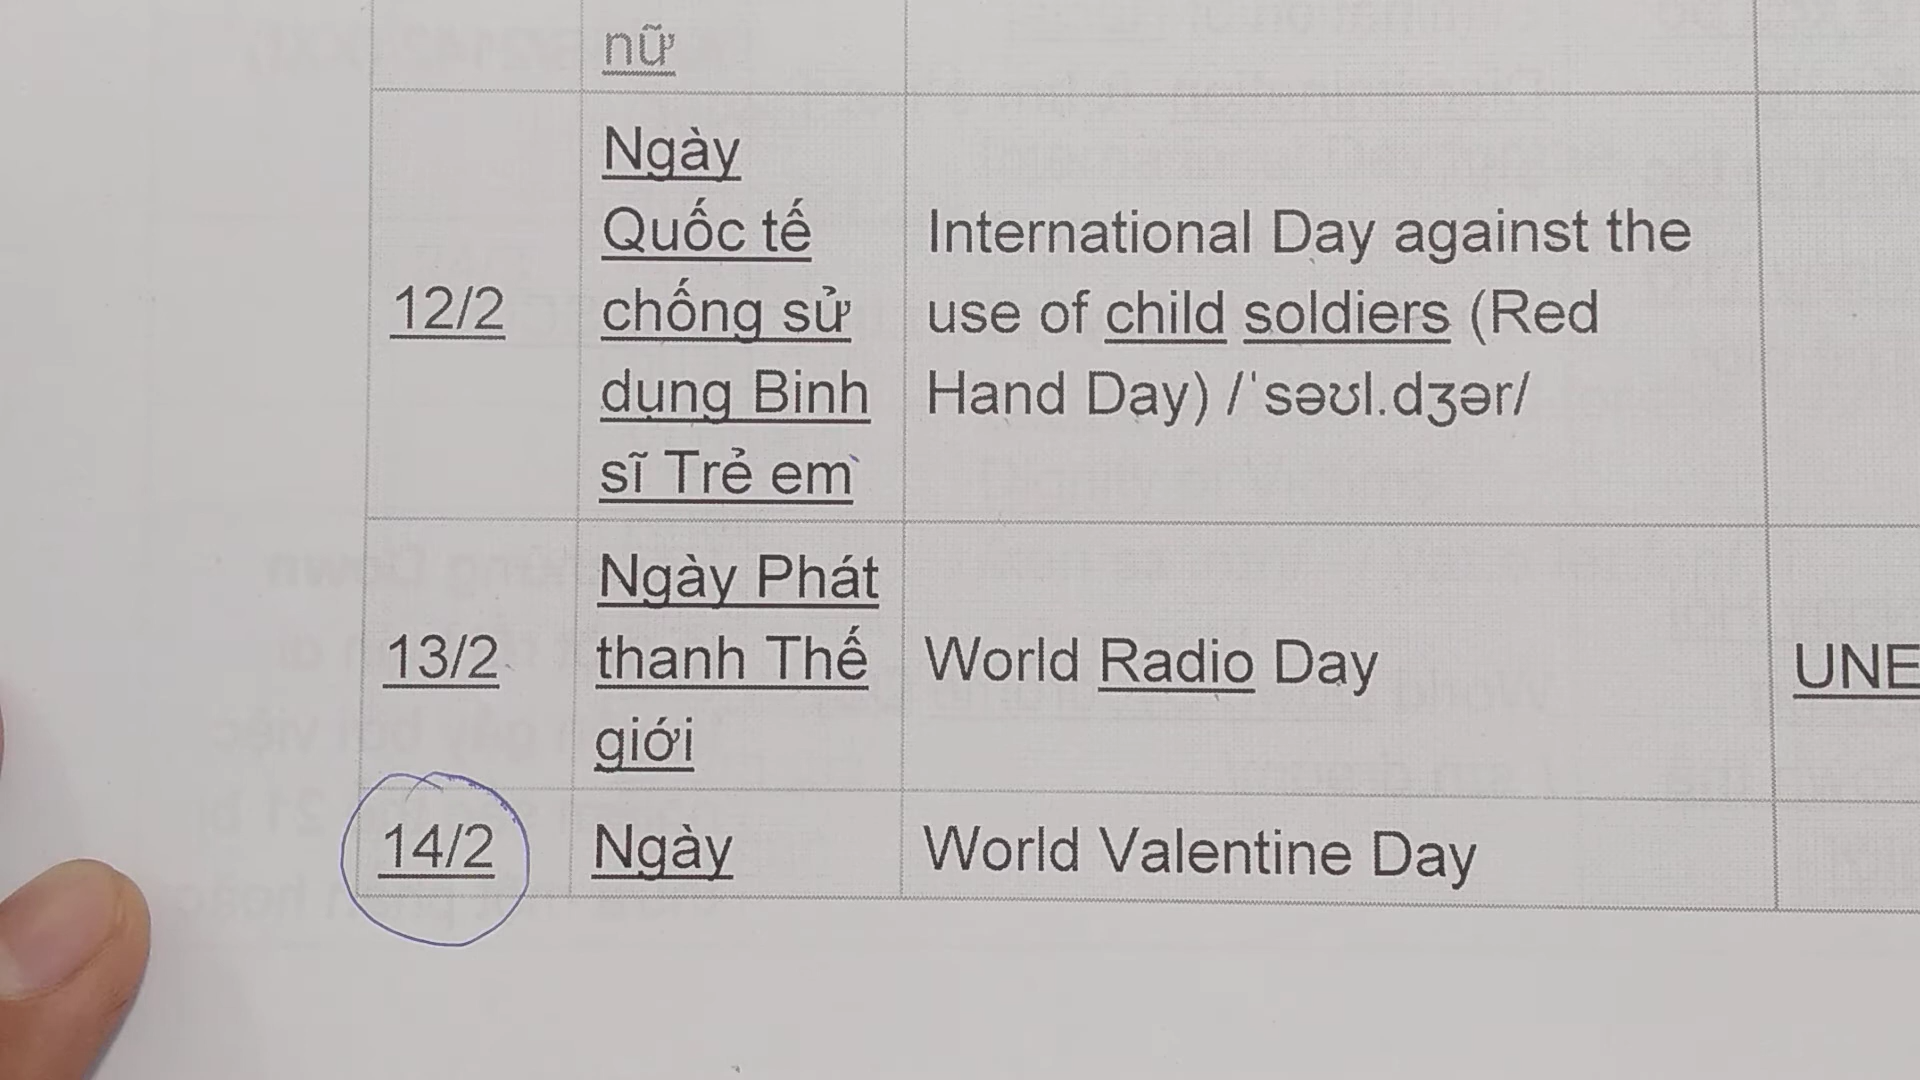 nữ
12/2
Ngày
Quốc tế
chống sử
dụng Binh
sĩ Trẻ em
International Day against the
use of child soldiers (Red
Hand Day) /ˈsəʊl.dʒər/
13/2
Ngày Phát
thanh Thế
giới
World Radio Day
UNE
14/2
Ngày
World Valentine Day